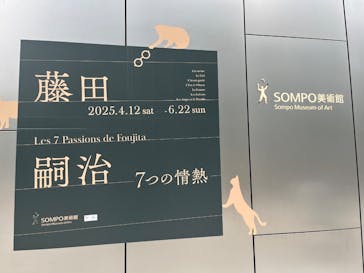 藤田
2025.4.12 sat - 6.22 sun
Les 7 Passions de Foujita
嗣治 7つの情熱
SOMPO美術館
SOMPO美術館
Sompo Museum of Art